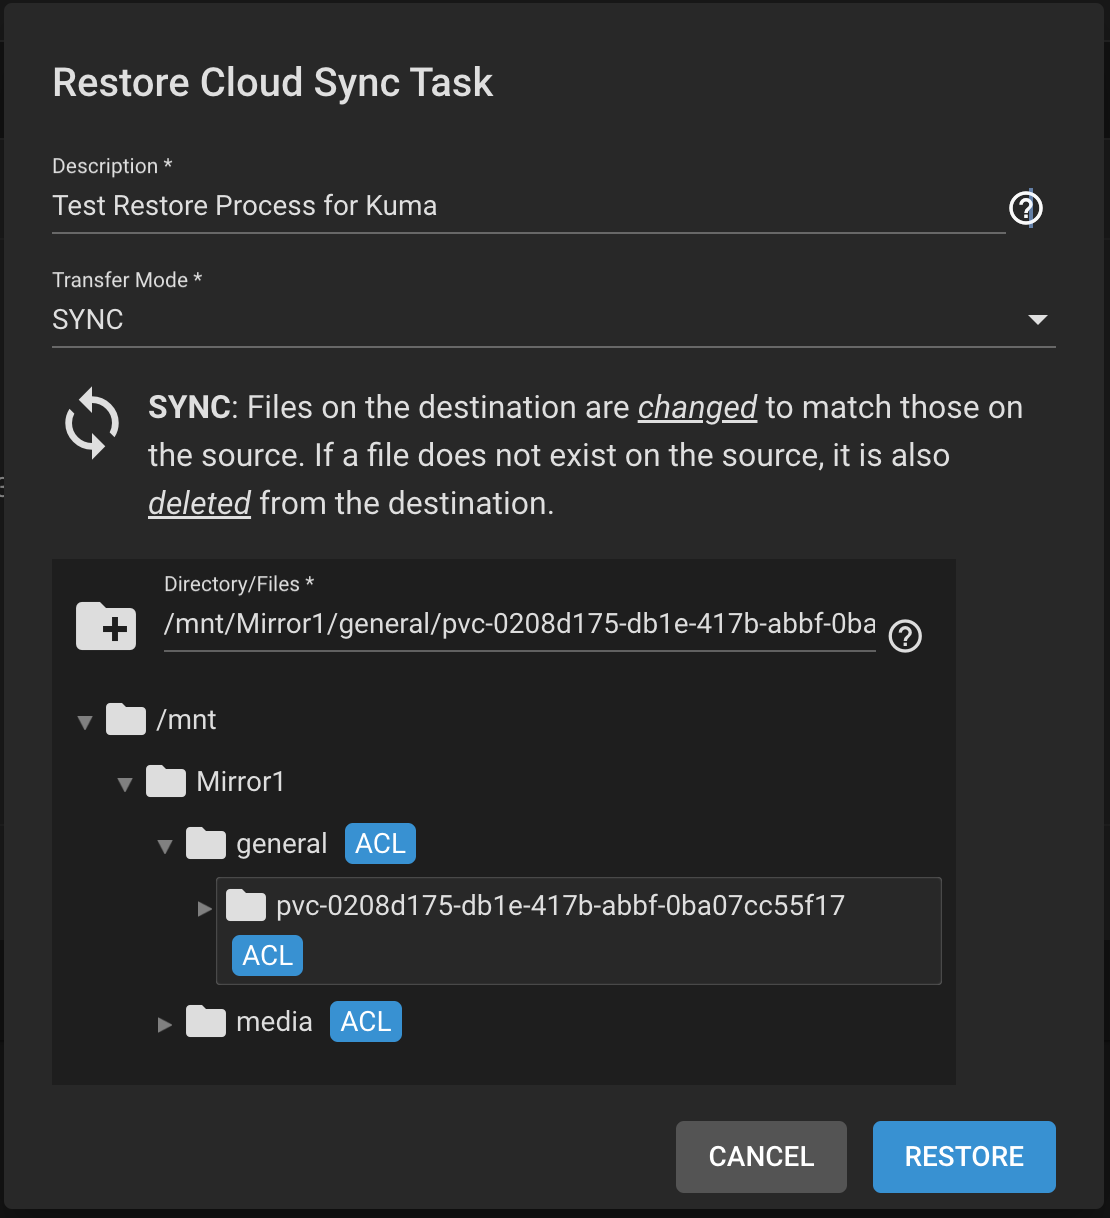 Restore Cloud Sync Task
Description *
Test Restore Process for Kuma
Transfer Mode *
SYNC
SYNC: Files on the destination are changed to match those on
the source. If a file does not exist on the source, it is also
deleted from the destination.
Directory/Files *
/mnt/Mirror1/general/pvc-0208d175-db1e-417b-abbf-0ba
/mnt
Mirror1
general ACL
pvc-0208d175-db1e-417b-abbf-0ba07cc55f17
ACL
media ACL
CANCEL RESTORE